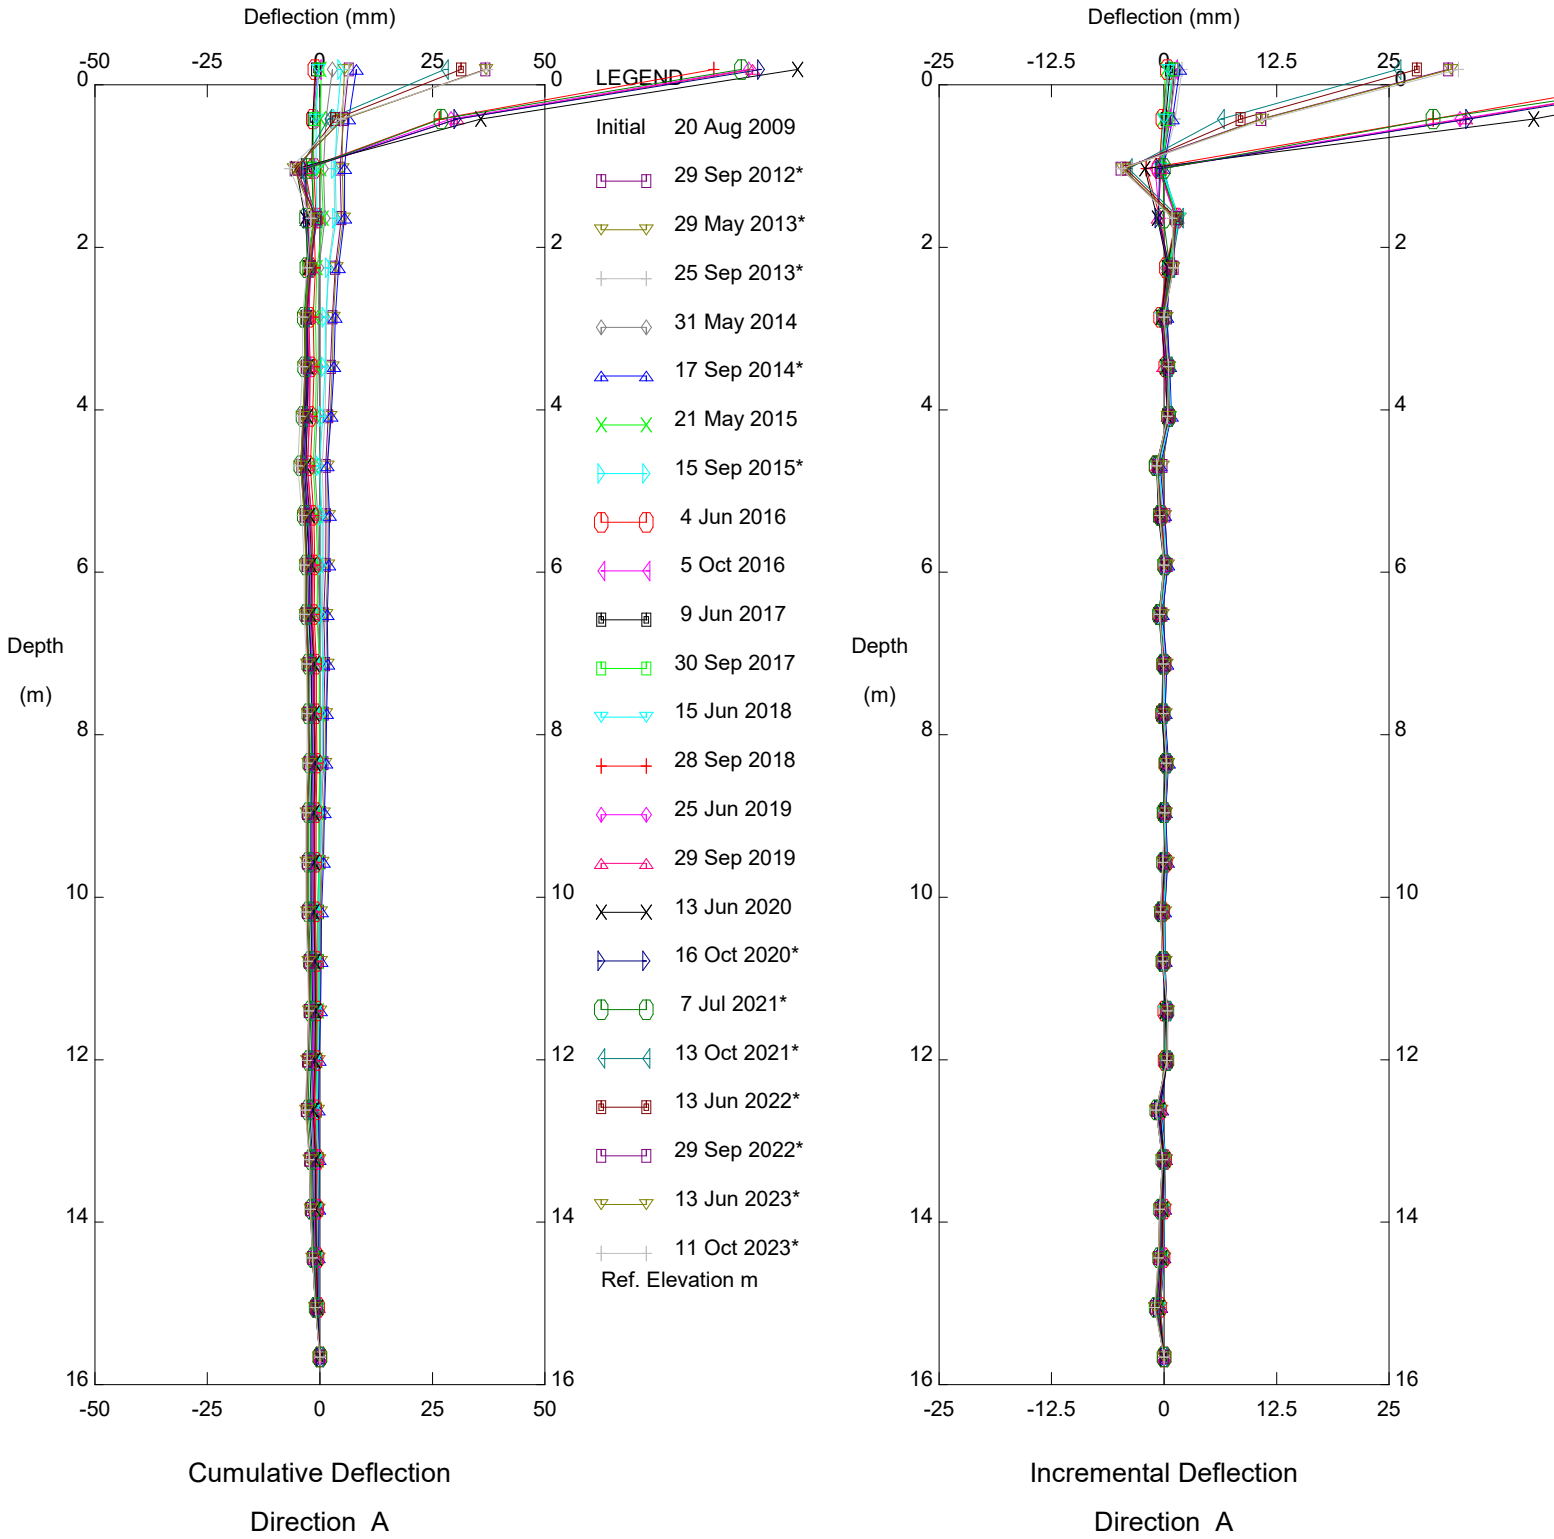 Deflection (mm)
-50 -25 0 25 50
0 0
2 2
4 4
6 6
Depth
(m)
8 8
10 10
12 12
14 14
16 16
-50 -25 0 25 50
Cumulative Deflection
Direction A
LEGEND
Initial 20 Aug 2009
29 Sep 2012*
29 May 2013*
25 Sep 2013*
31 May 2014
17 Sep 2014*
21 May 2015
15 Sep 2015*
4 Jun 2016
5 Oct 2016
9 Jun 2017
30 Sep 2017
15 Jun 2018
28 Sep 2018
25 Jun 2019
29 Sep 2019
13 Jun 2020
16 Oct 2020*
7 Jul 2021*
13 Oct 2021*
13 Jun 2022*
29 Sep 2022*
13 Jun 2023*
11 Oct 2023*
Ref. Elevation m
Deflection (mm)
-25 -12.5 0 12.5 25
0 0
2 2
4 4
6 6
Depth
(m)
8 8
10 10
12 12
14 14
16 16
-25 -12.5 0 12.5 25
Incremental Deflection
Direction A